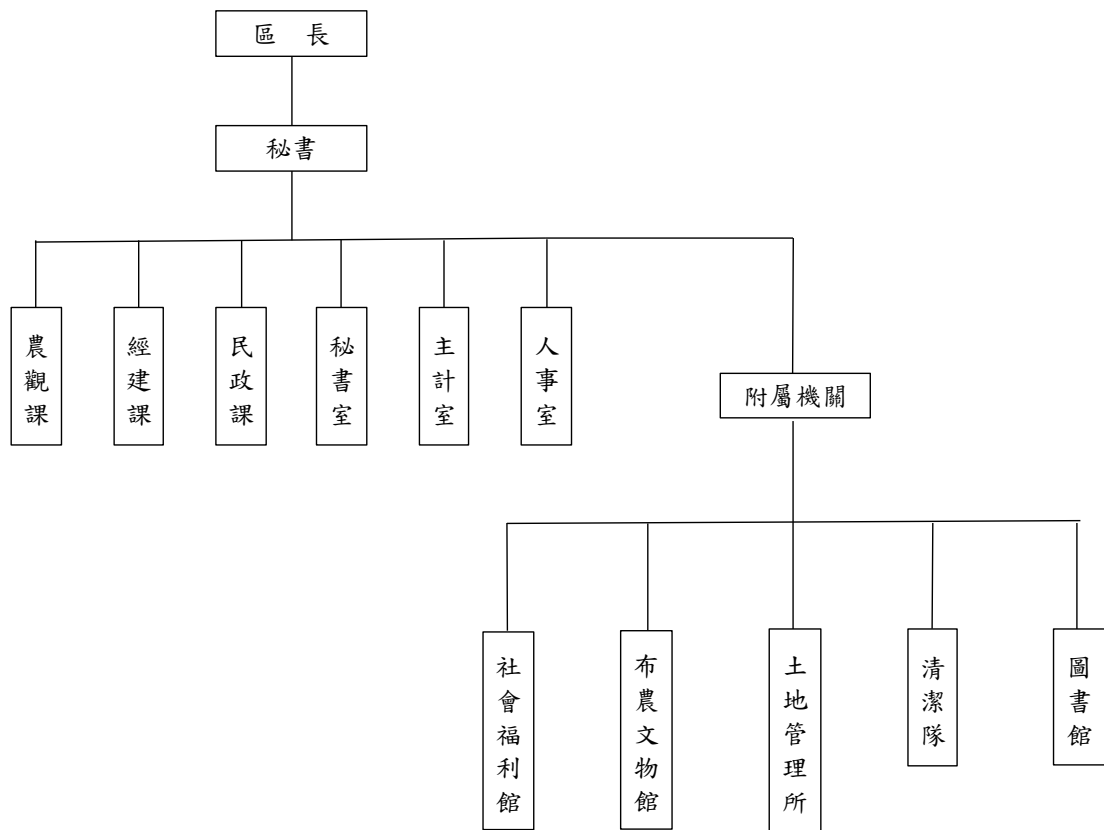 區 長
秘書
農觀課
經建課
民政課
秘書室
主計室
人事室
附屬機關
社會福利館
布農文物館
土地管理所
清潔隊
圖書館